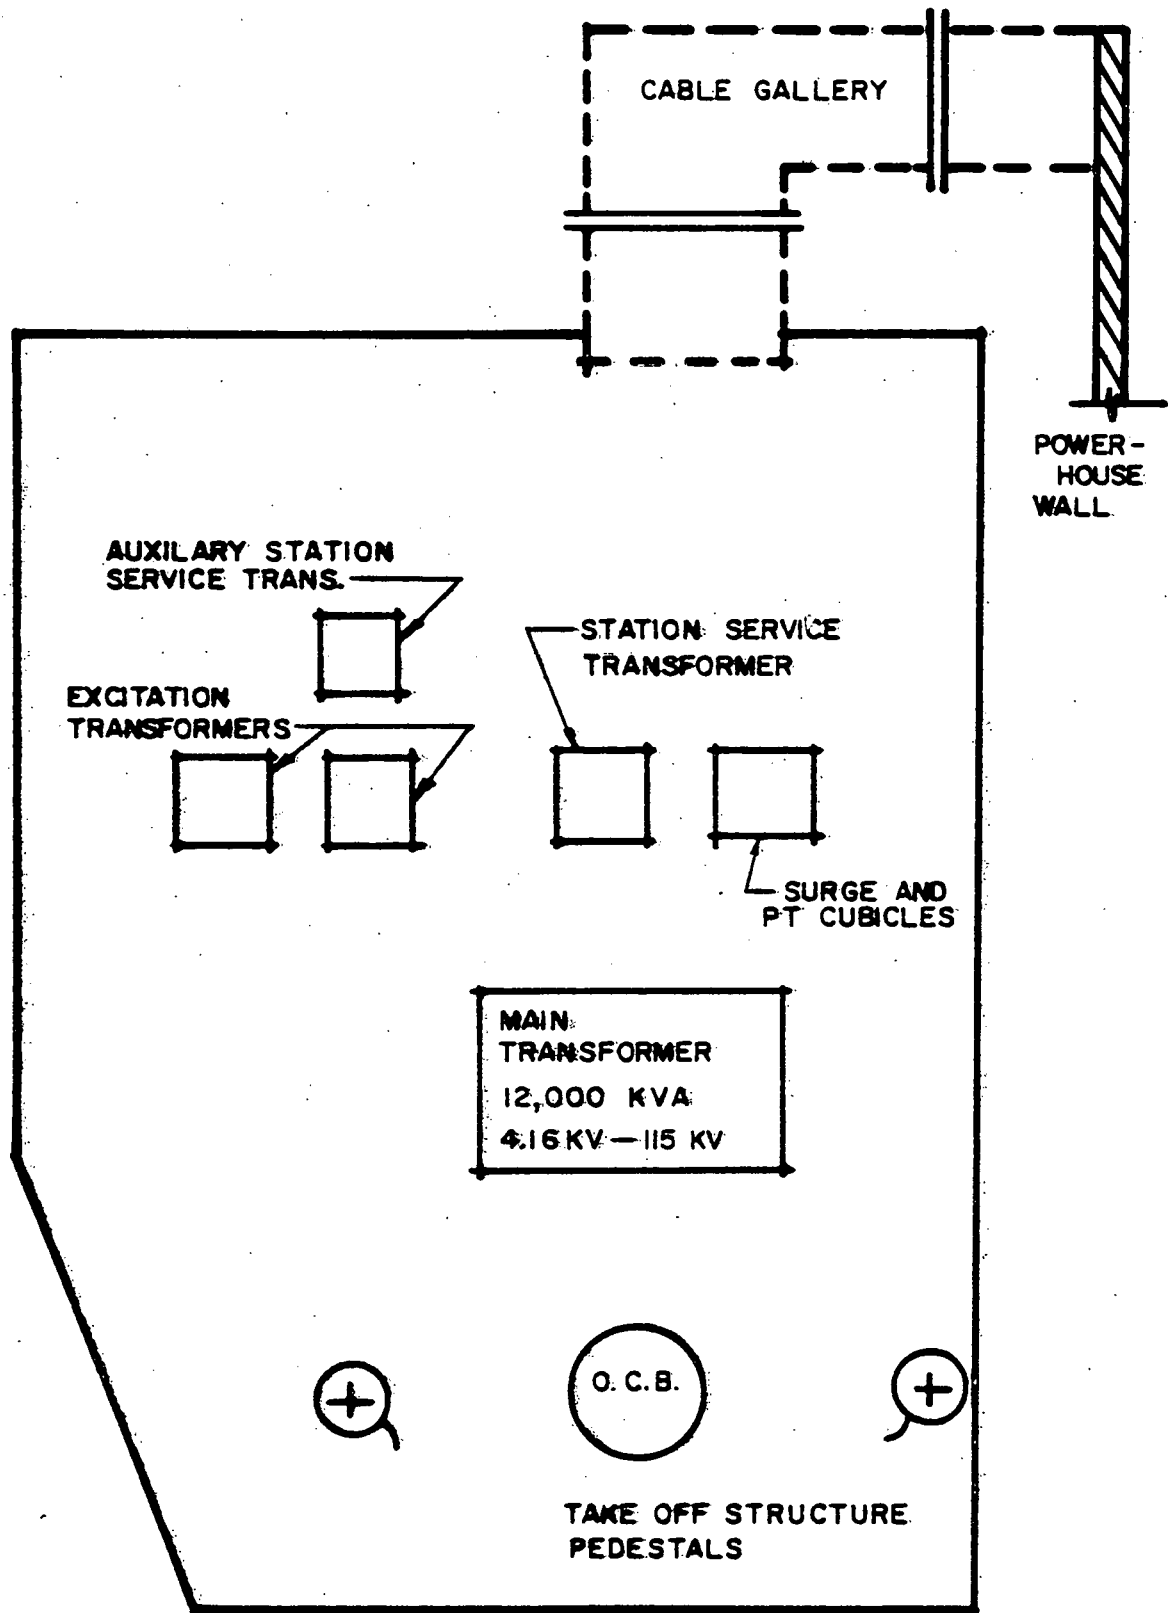 CABLE GALLERY
POWER-
HOUSE
WALL
AUXILARY STATION
SERVICE TRANS.
STATION SERVICE
TRANSFORMER
EXCITATION
TRANSFORMERS
SURGE AND
PT CUBICLES
MAIN
TRANSFORMER
12,000 KVA
4.16 KV — 115 KV
O. C. B.
TAKE OFF STRUCTURE
PEDESTALS